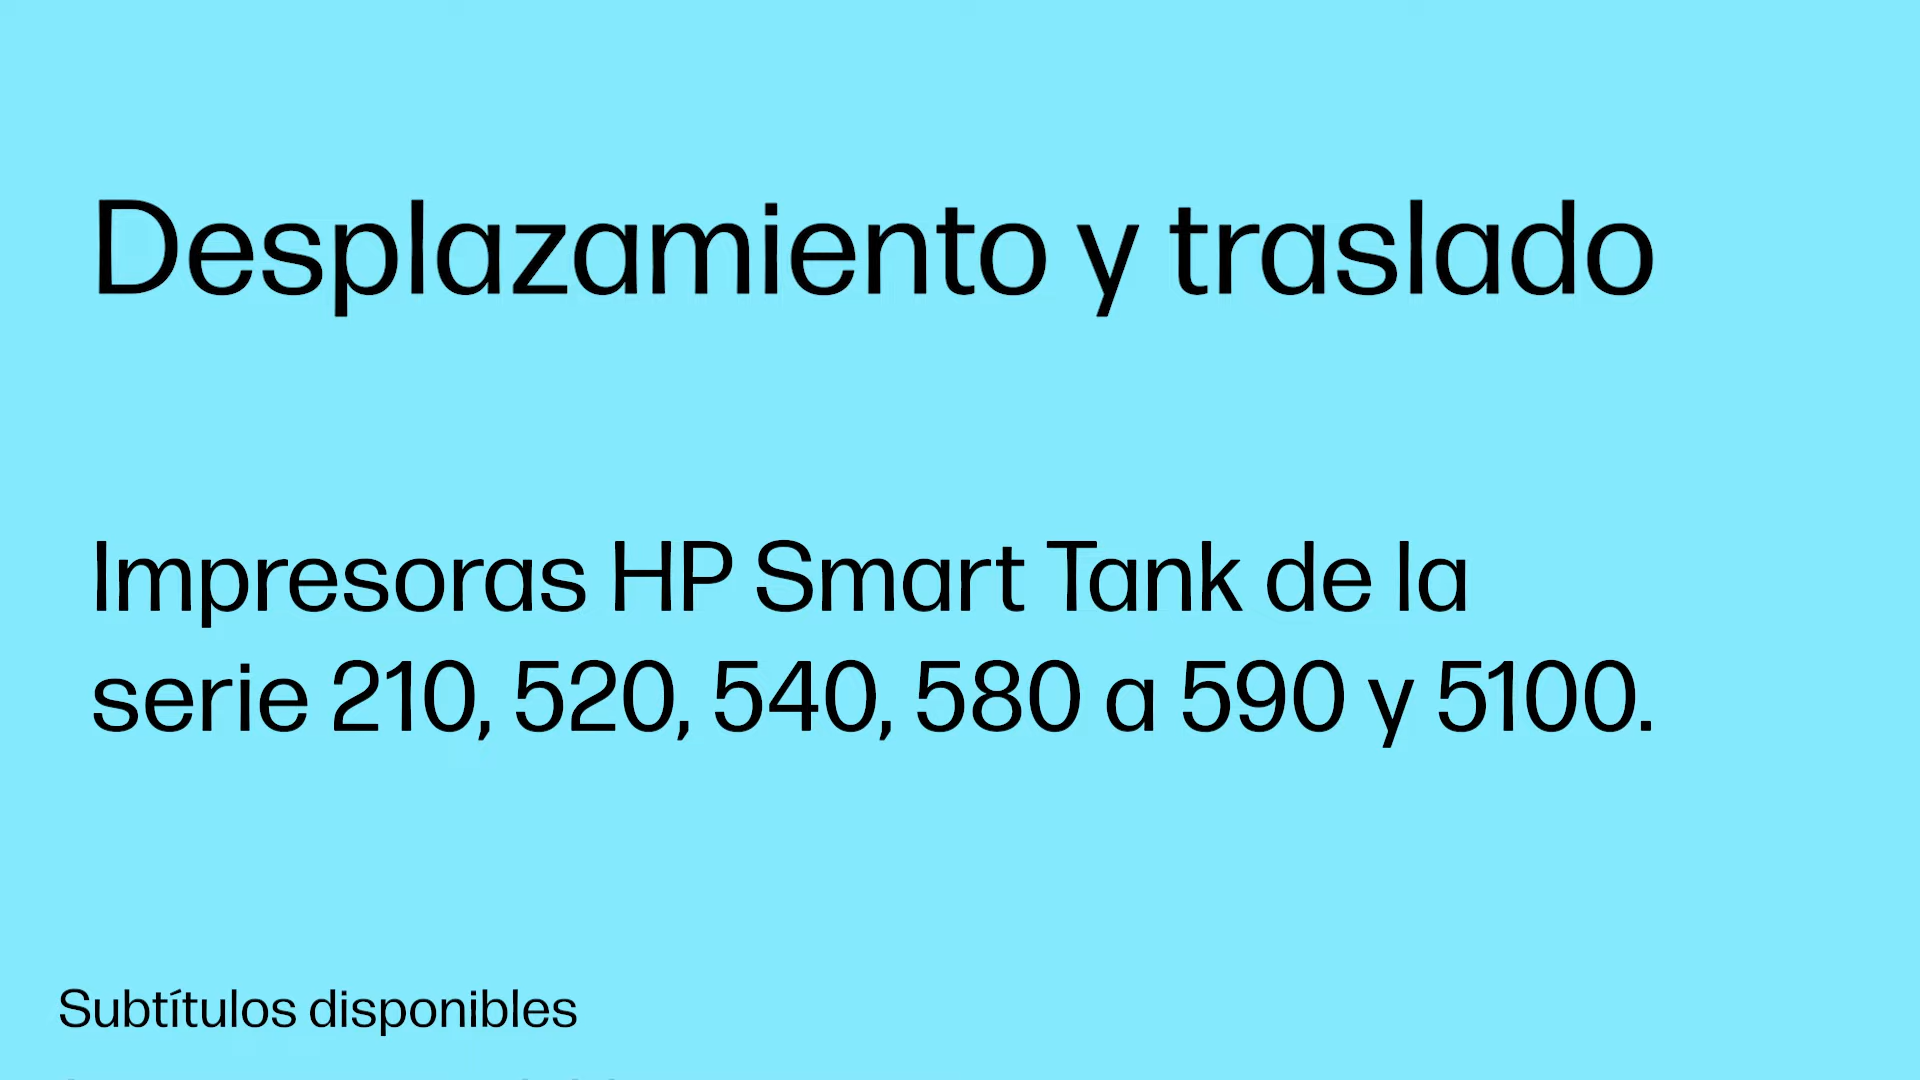 Desplazamiento y traslado
Impresoras HP Smart Tank de la
serie 210, 520, 540, 580 a 590 y 5100.
Subtítulos disponibles